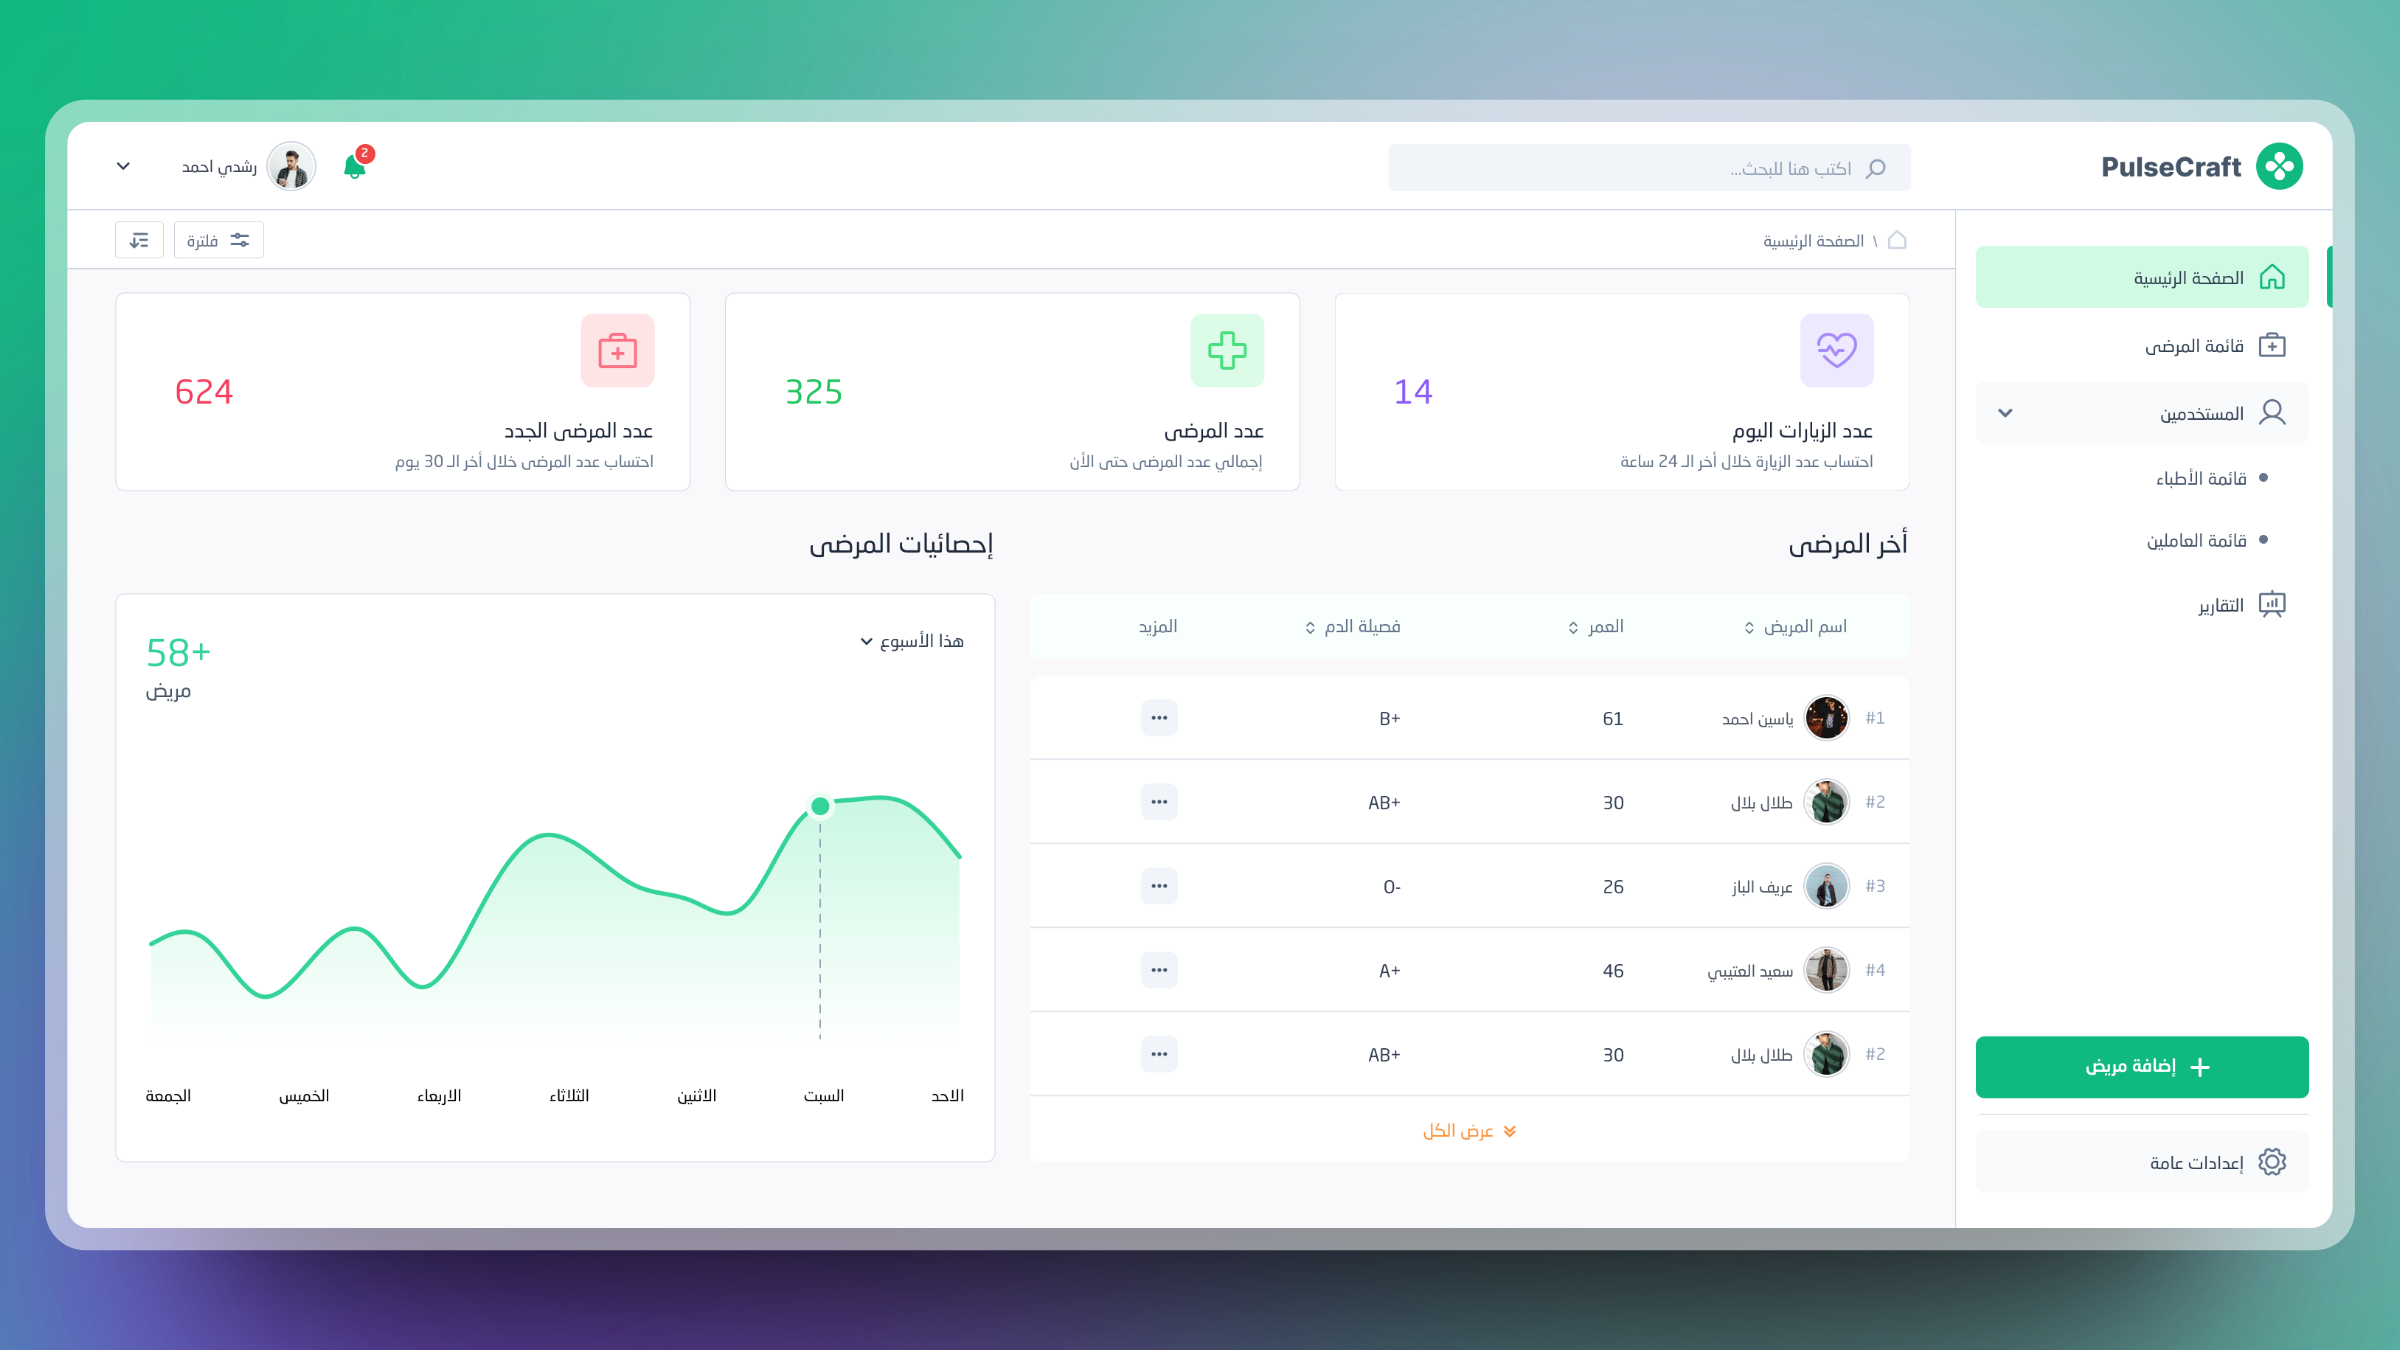 PulseCraft
اكتب هنا للبحث...
2
رشدي احمد
الصفحة الرئيسية
قائمة المرضى
المستخدمين
قائمة الأطباء
قائمة العاملين
التقارير
إضافة مريض
إعدادات عامة
\ الصفحة الرئيسية
فلترة
14
عدد الزيارات اليوم
احتساب عدد الزيارة خلال أخر الـ 24 ساعة
325
عدد المرضى
إجمالي عدد المرضى حتى الأن
624
عدد المرضى الجدد
احتساب عدد المرضى خلال أخر الـ 30 يوم
أخر المرضى
اسم المريض العمر فصيلة الدم المزيد
#1 ياسين احمد 61 B+
#2 طلال بلال 30 AB+
#3 عريف الباز 26 O-
#4 سعيد العتيبي 46 A+
#2 طلال بلال 30 AB+
عرض الكل
إحصائيات المرضى
هذا الأسبوع
58+
مريض
الاحد السبت الاثنين الثلاثاء الاربعاء الخميس الجمعة